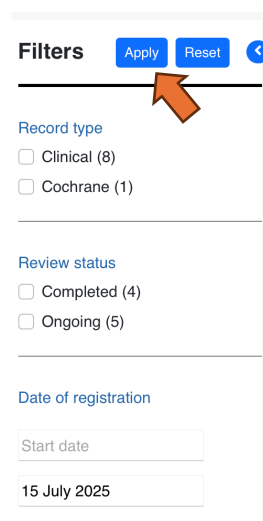 Filters Apply Reset
Record type
Clinical (8)
Cochrane (1)
Review status
Completed (4)
Ongoing (5)
Date of registration
Start date
15 July 2025